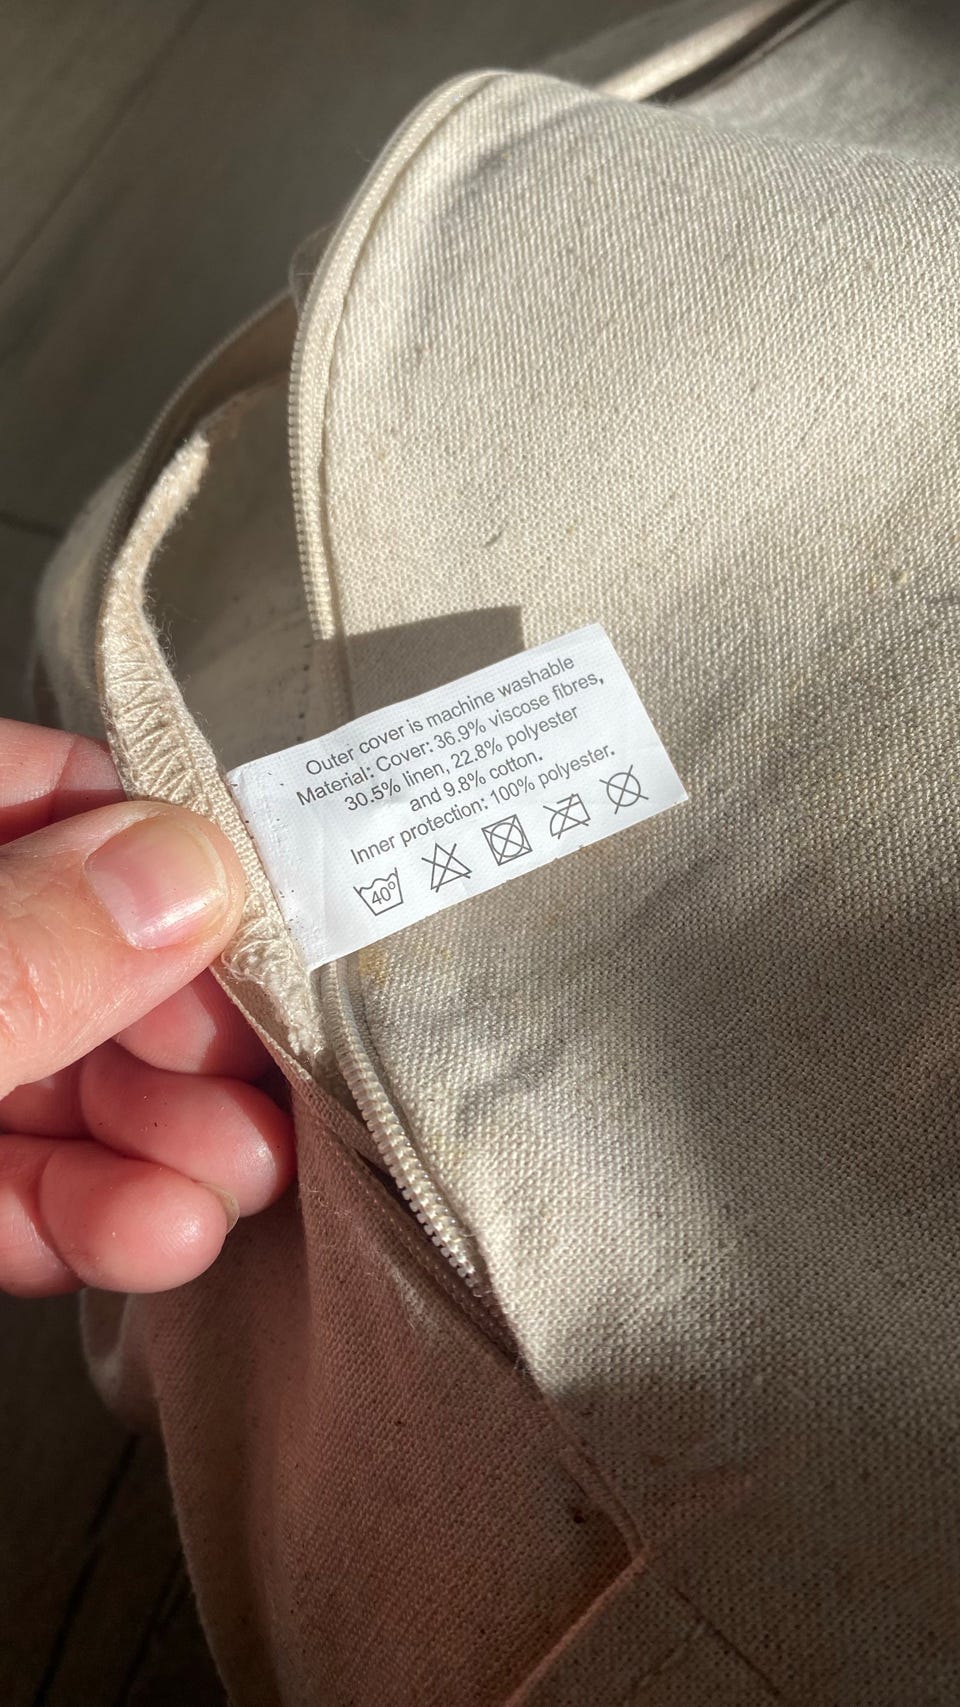 Outer cover is machine washable
Material: Cover: 36.9% viscose fibres,
30.5% linen, 22.8% polyester
and 9.8% cotton.
Inner protection: 100% polyester.
40°